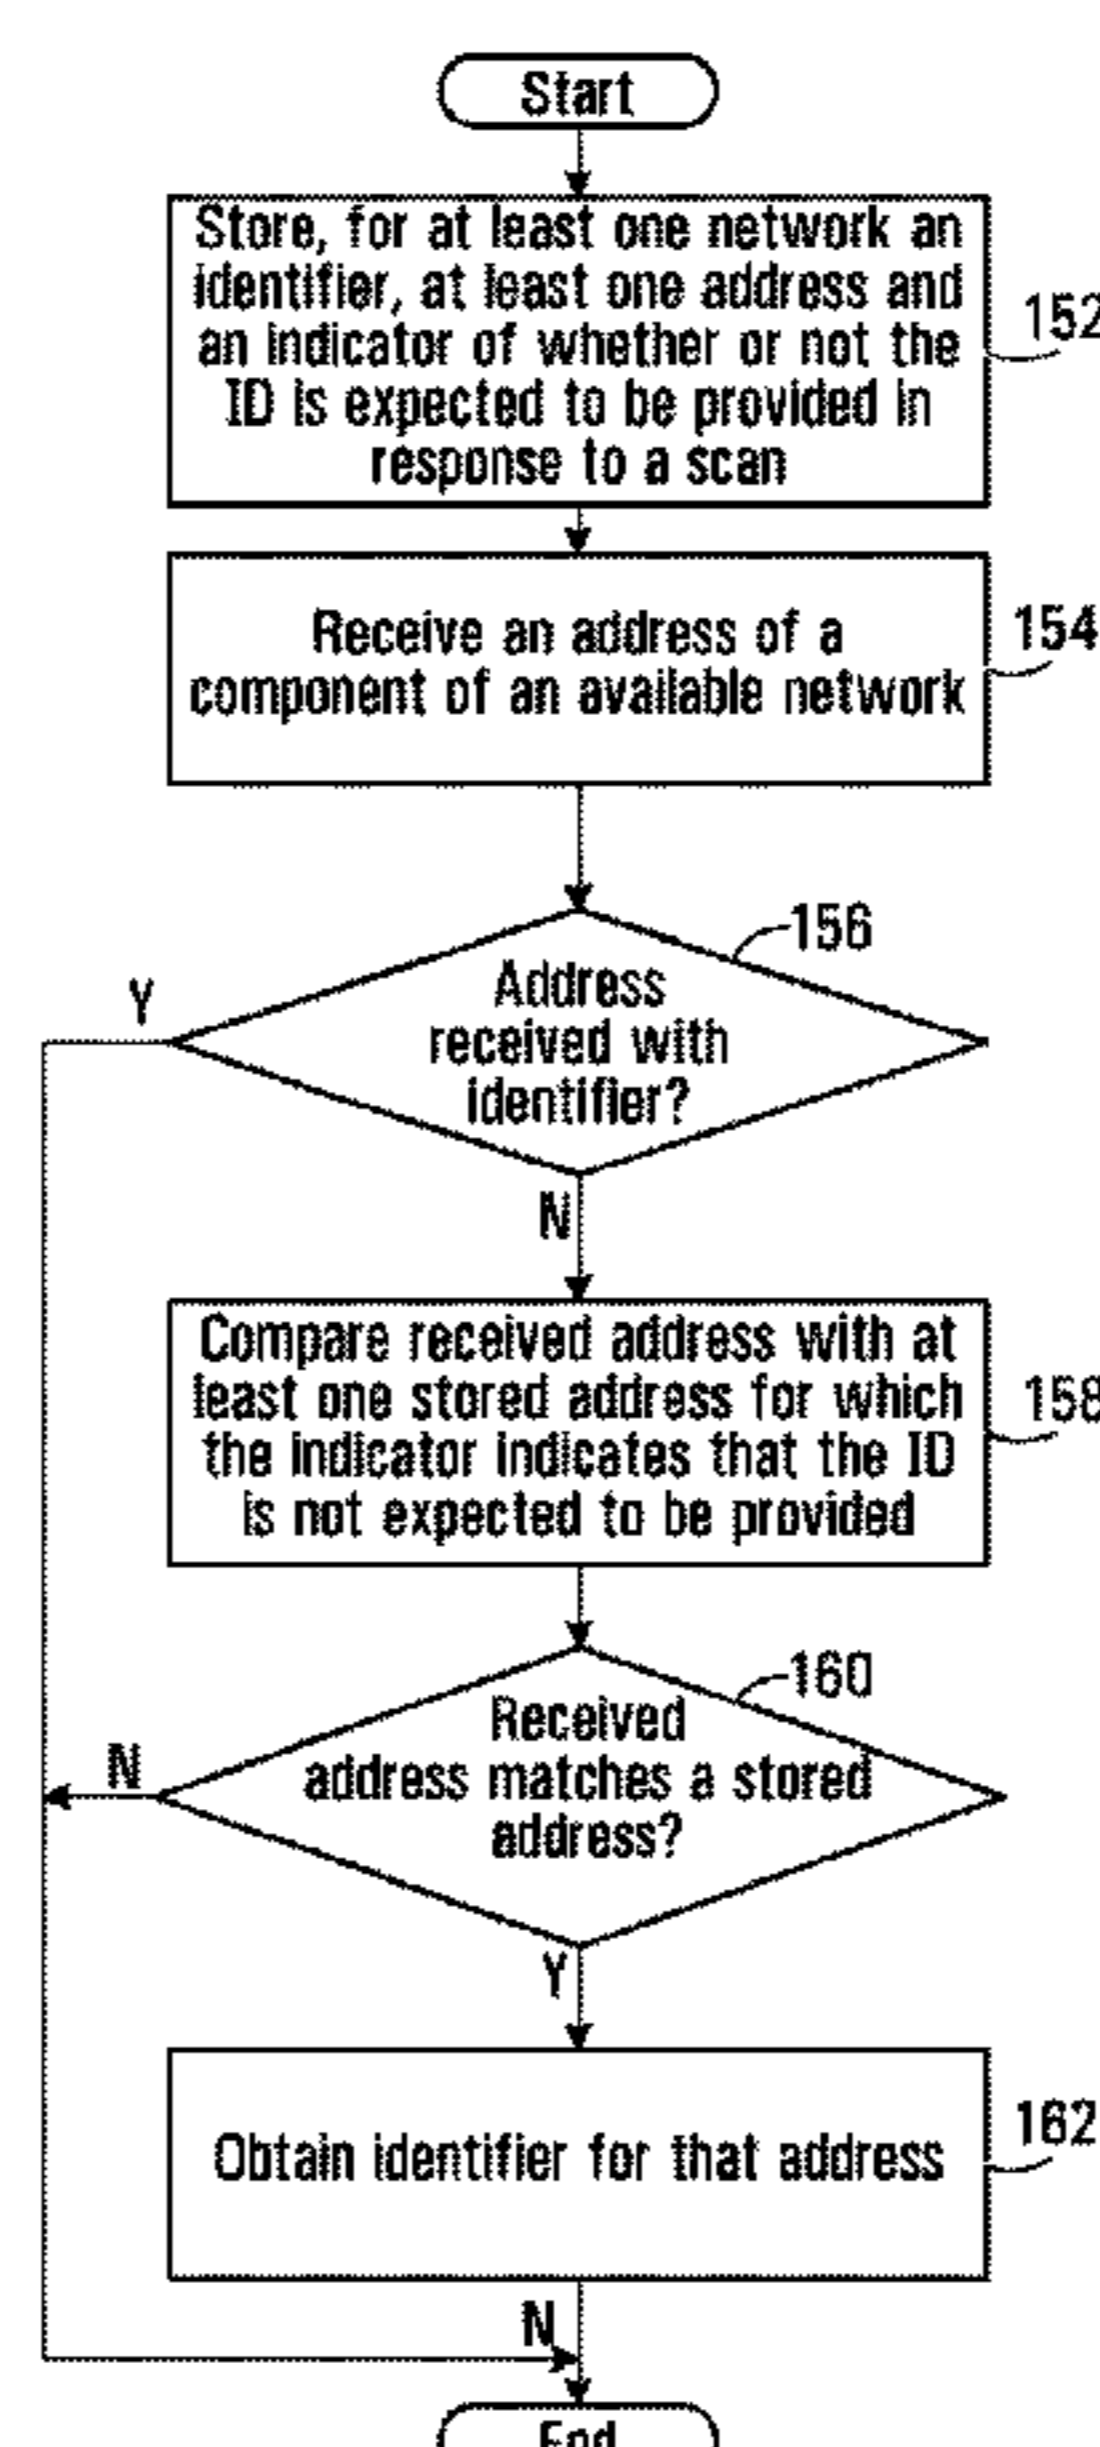 Start
Store, for at least one network an
identifier, at least one address and
an indicator of whether or not the
ID is expected to be provided in
response to a scan
152
Receive an address of a
component of an available network
154
156
Y
Address
received with
identifier?
N
Compare received address with at
least one stored address for which
the indicator indicates that the ID
is not expected to be provided
158
160
Received
address matches a stored
address?
N
Y
Obtain identifier for that address
162
N
End